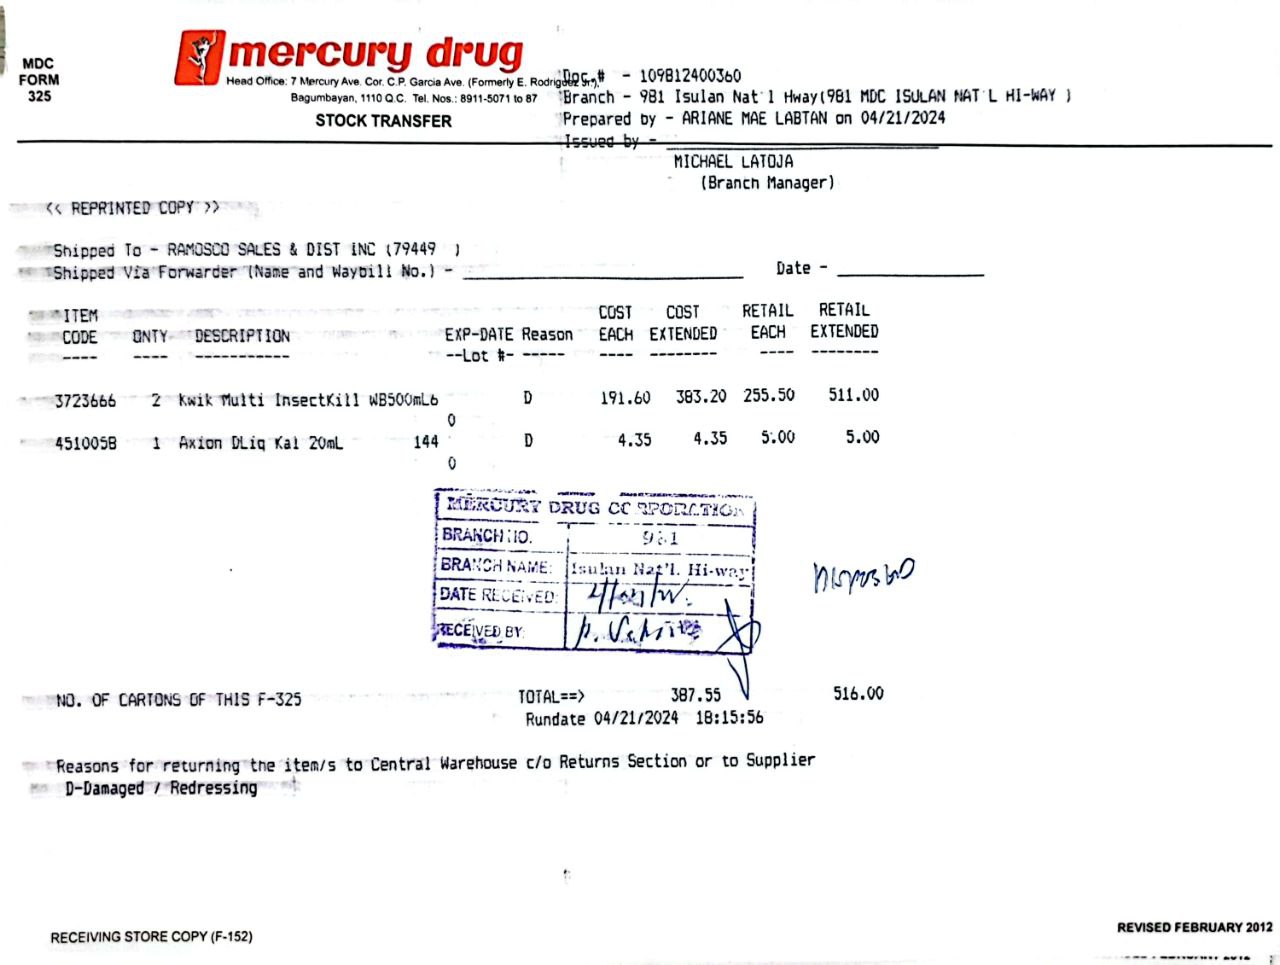 MDC
FORM
325
mercury drug
Head Office: 7 Mercury Ave. Cor. C.P. Garcia Ave. (Formerly E. Rodriguez Jr.),
Bagumbayan, 1110 Q.C. Tel. Nos.: 8911-5071 to 87
STOCK TRANSFER
Doc.# - 109812400360
Branch - 981 Isulan Nat'l Hway(981 MDC ISULAN NAT'L HI-WAY )
Prepared by - ARIANE MAE LABTAN on 04/21/2024
Issued by -
MICHAEL LATOJA
(Branch Manager)
<< REPRINTED COPY >>
Shipped To - RAMOSCO SALES & DIST INC (79449 )
Shipped Via Forwarder (Name and Waybill No.) - Date -
ITEM COST COST RETAIL RETAIL
CODE QNTY DESCRIPTION EXP-DATE Reason EACH EXTENDED EACH EXTENDED
---- ---- ----------- --Lot #- ----- ---- -------- ---- --------
3723666 2 Kwik Multi InsectKill WB500mL6 D 191.60 383.20 255.50 511.00
0
451005B 1 Axion DLiq Kal 20mL 144 D 4.35 4.35 5.00 5.00
0
MERCURY DRUG CORPORATION
BRANCH NO. 981
BRANCH NAME: Isulan Nat'l. Hi-way
DATE RECEIVED:
RECEIVED BY:
NO. OF CARTONS OF THIS F-325 TOTAL==> 387.55 516.00
Rundate 04/21/2024 18:15:56
Reasons for returning the item/s to Central Warehouse c/o Returns Section or to Supplier
D-Damaged / Redressing
RECEIVING STORE COPY (F-152)
REVISED FEBRUARY 2012